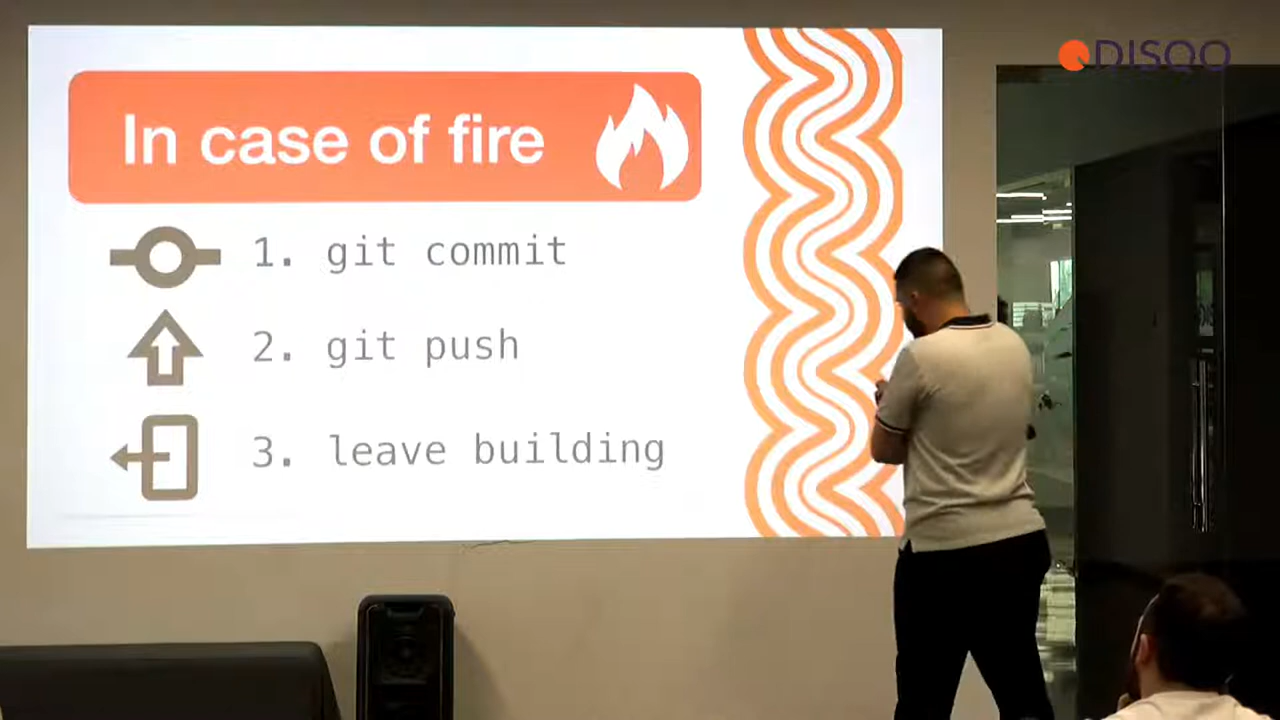 DISQO
In case of fire
1. git commit
2. git push
3. leave building